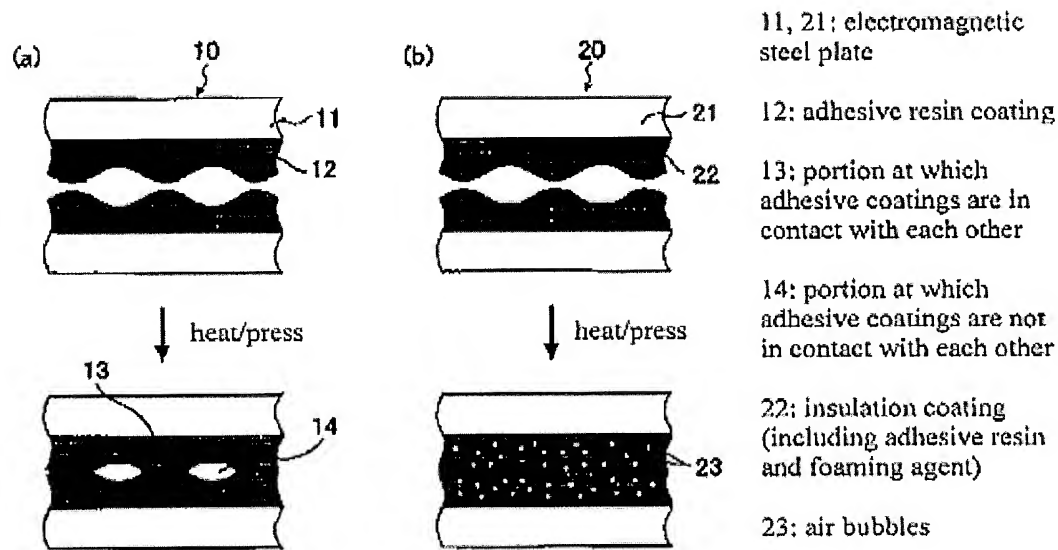 (a)
10
11
12
heat/press
13
14
(b)
20
21
22
heat/press
23
11, 21: electromagnetic
steel plate
12: adhesive resin coating
13: portion at which
adhesive coatings are in
contact with each other
14: portion at which
adhesive coatings are not
in contact with each other
22: insulation coating
(including adhesive resin
and foaming agent)
23: air bubbles